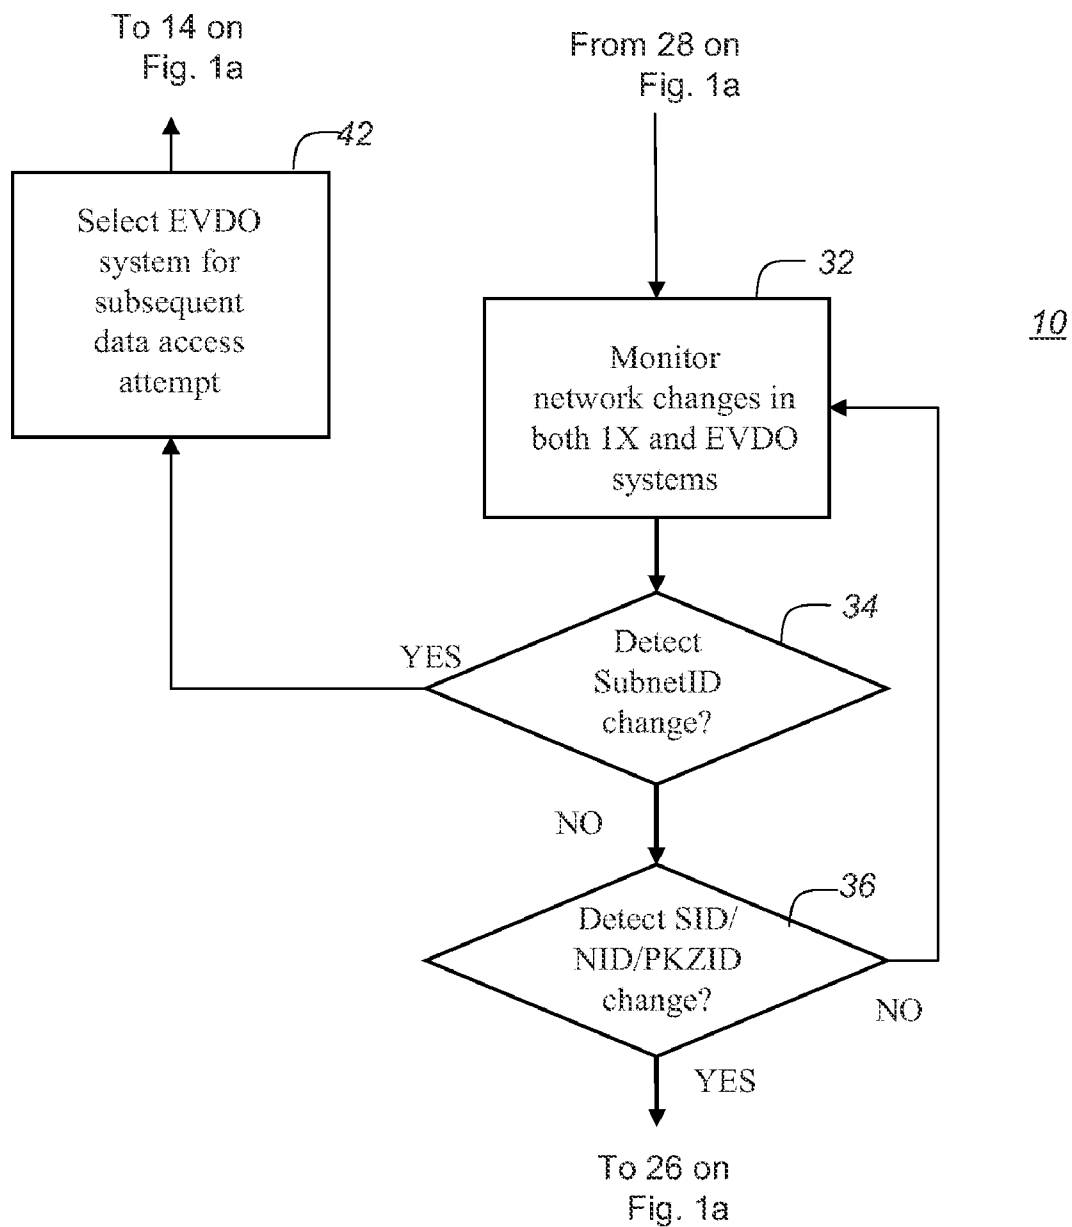 To 14 on
Fig. 1a
From 28 on
Fig. 1a
42
Select EVDO
system for
subsequent
data access
attempt
32
10
Monitor
network changes in
both 1X and EVDO
systems
34
YES
Detect
SubnetID
change?
NO
36
Detect SID/
NID/PKZID
change?
NO
YES
To 26 on
Fig. 1a